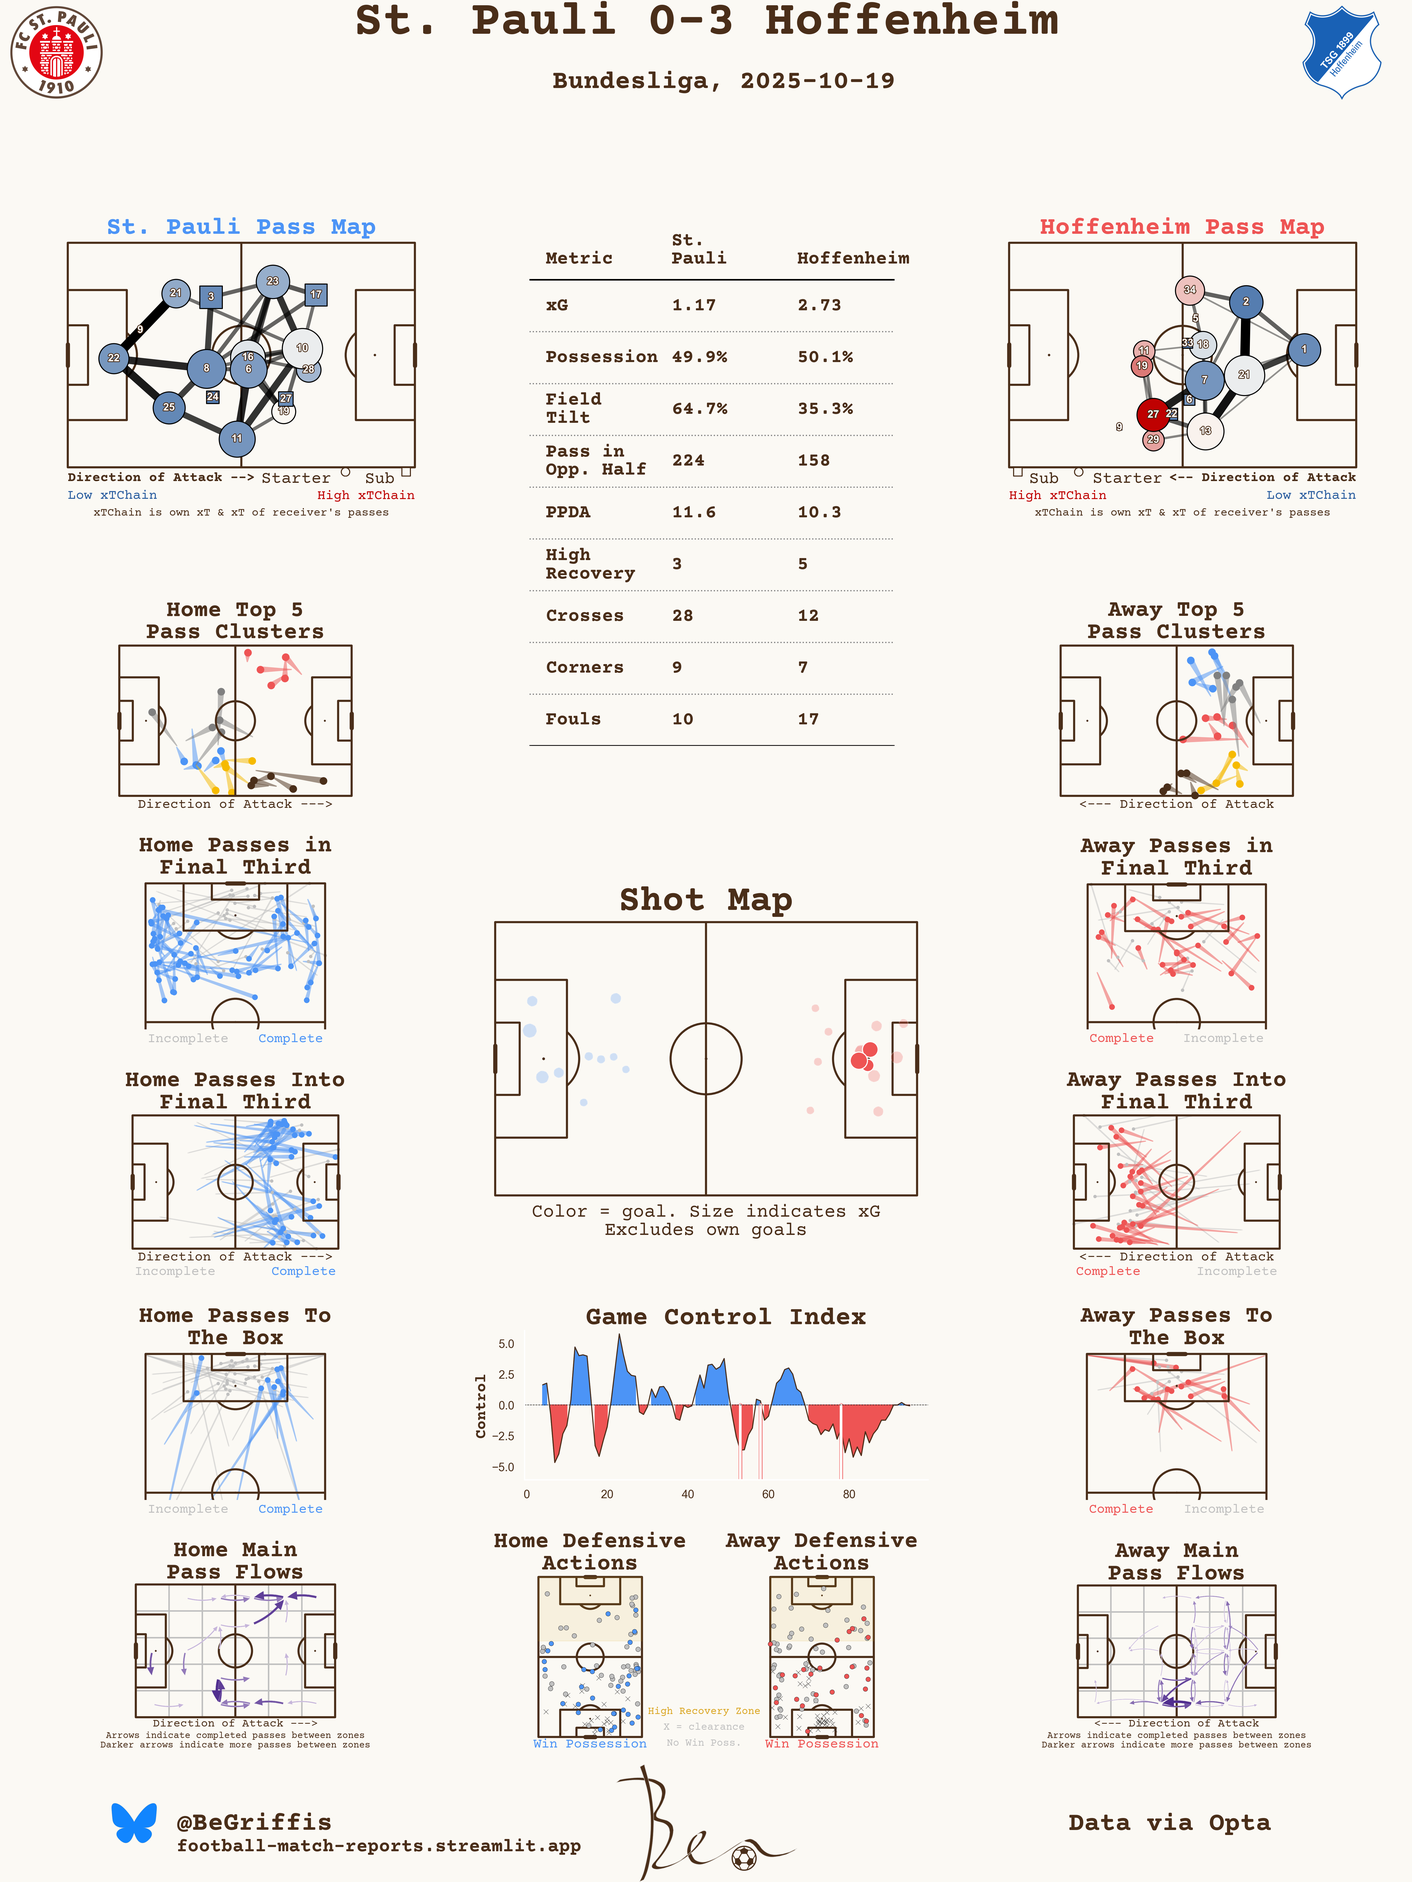 St. Pauli 0-3 Hoffenheim
Bundesliga, 2025-10-19
FC ST. PAULI
1910
TSG 1899
Hoffenheim
St. Pauli Pass Map
21
3
23
17
9
22
8
16
6
10
28
24
27
19
25
11
Direction of Attack --> Starter Sub
Low xTChain High xTChain
xTChain is own xT & xT of receiver's passes
Metric St. Pauli Hoffenheim
xG 1.17 2.73
Possession 49.9% 50.1%
Field Tilt 64.7% 35.3%
Pass in Opp. Half 224 158
PPDA 11.6 10.3
High Recovery 3 5
Crosses 28 12
Corners 9 7
Fouls 10 17
Hoffenheim Pass Map
34
2
5
33
18
11
19
1
7
21
6
27
22
9
29
13
Sub Starter <-- Direction of Attack
High xTChain Low xTChain
xTChain is own xT & xT of receiver's passes
Home Top 5
Pass Clusters
Direction of Attack --->
Away Top 5
Pass Clusters
<--- Direction of Attack
Home Passes in
Final Third
Incomplete Complete
Shot Map
Color = goal. Size indicates xG
Excludes own goals
Away Passes in
Final Third
Complete Incomplete
Home Passes Into
Final Third
Direction of Attack --->
Incomplete Complete
Away Passes Into
Final Third
<--- Direction of Attack
Complete Incomplete
Home Passes To
The Box
Incomplete Complete
Game Control Index
Control
5.0
2.5
0.0
−2.5
−5.0
0 20 40 60 80
Away Passes To
The Box
Complete Incomplete
Home Main
Pass Flows
Direction of Attack --->
Arrows indicate completed passes between zones
Darker arrows indicate more passes between zones
Home Defensive
Actions
Win Possession
High Recovery Zone
X = clearance
No Win Poss.
Away Defensive
Actions
Win Possession
Away Main
Pass Flows
<--- Direction of Attack
Arrows indicate completed passes between zones
Darker arrows indicate more passes between zones
@BeGriffis
football-match-reports.streamlit.app
Ben
Data via Opta